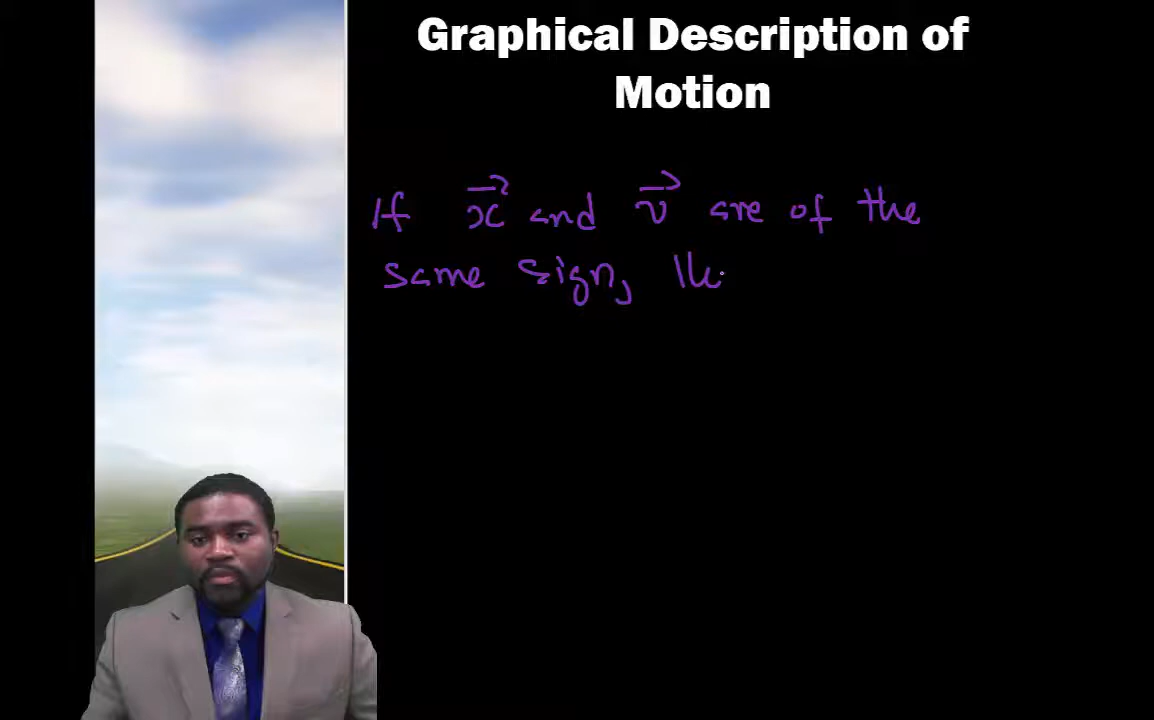 Graphical Description of
Motion
If x⃗ and v⃗ are of the
same sign,